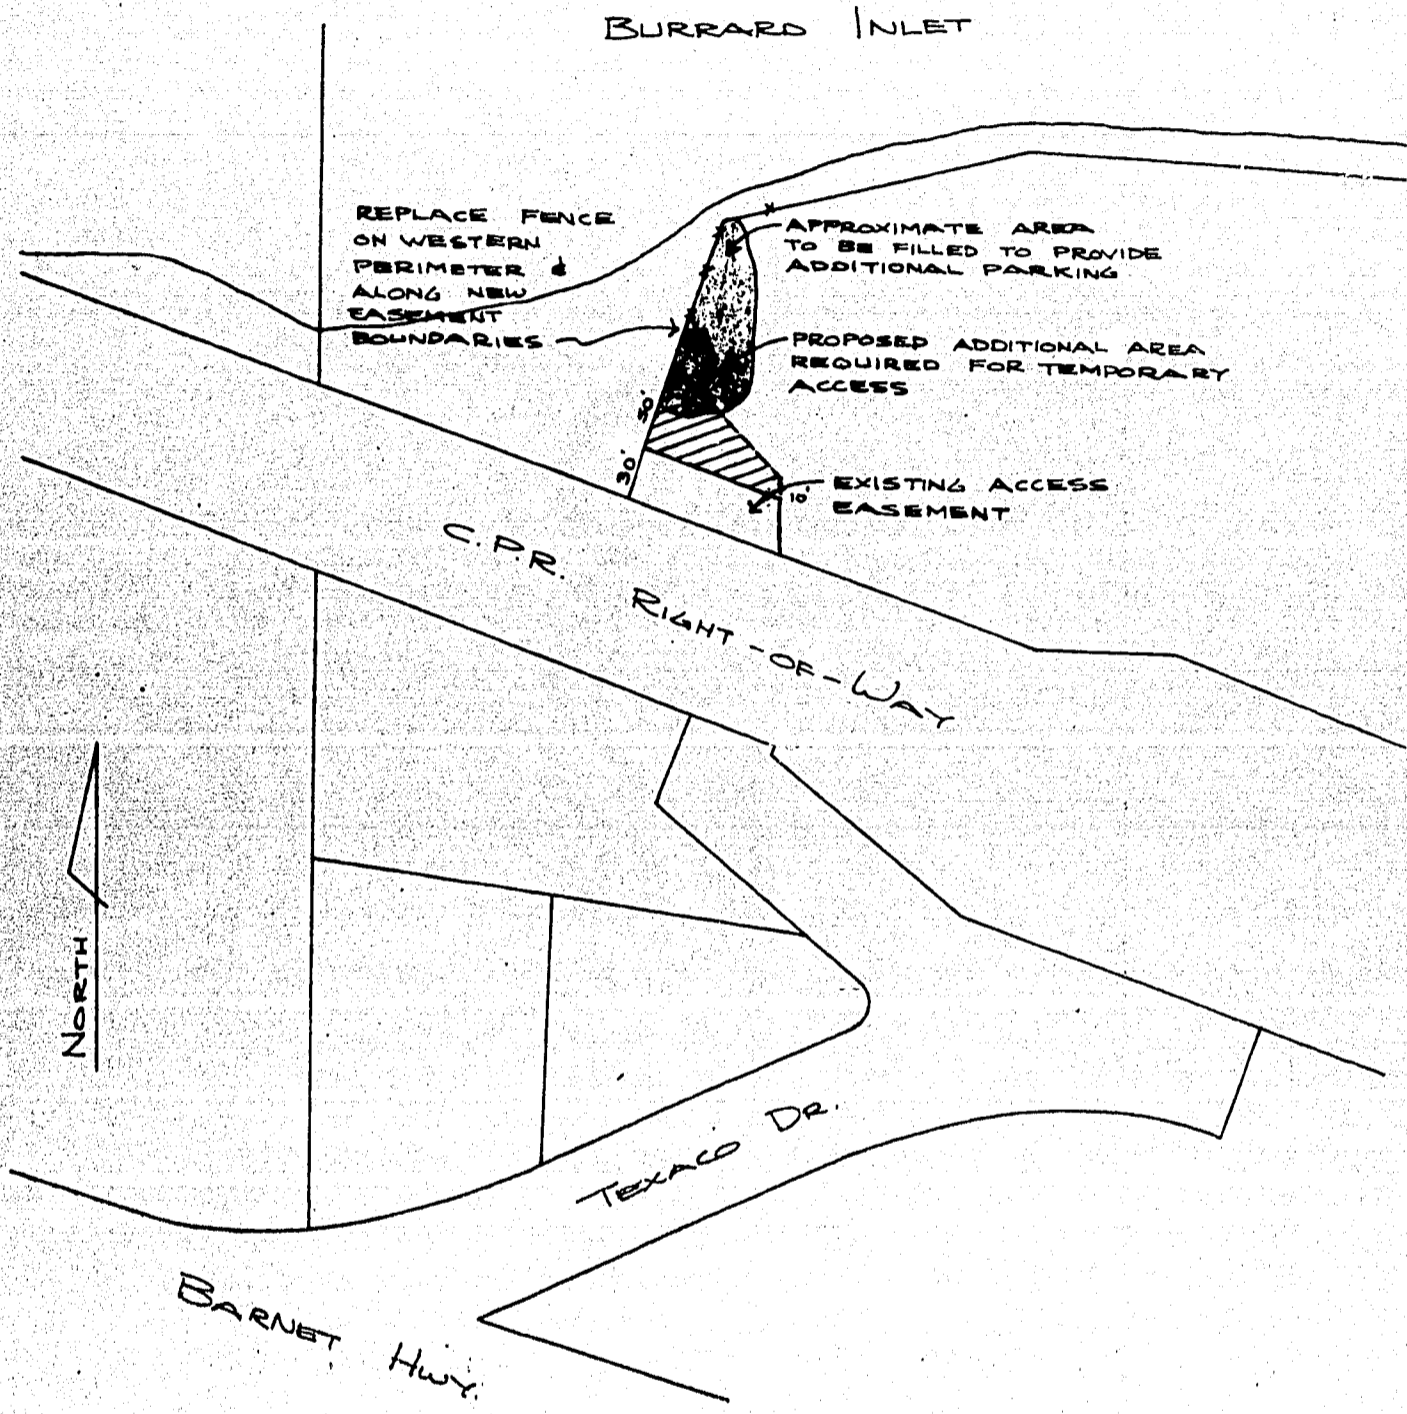 BURRARD INLET
REPLACE FENCE
ON WESTERN
PERIMETER &
ALONG NEW
EASEMENT
BOUNDARIES
APPROXIMATE AREA
TO BE FILLED TO PROVIDE
ADDITIONAL PARKING
PROPOSED ADDITIONAL AREA
REQUIRED FOR TEMPORARY
ACCESS
30'
10'
EXISTING ACCESS
EASEMENT
C.P.R. RIGHT-OF-WAY
NORTH
TEXACO DR.
BARNET HWY.